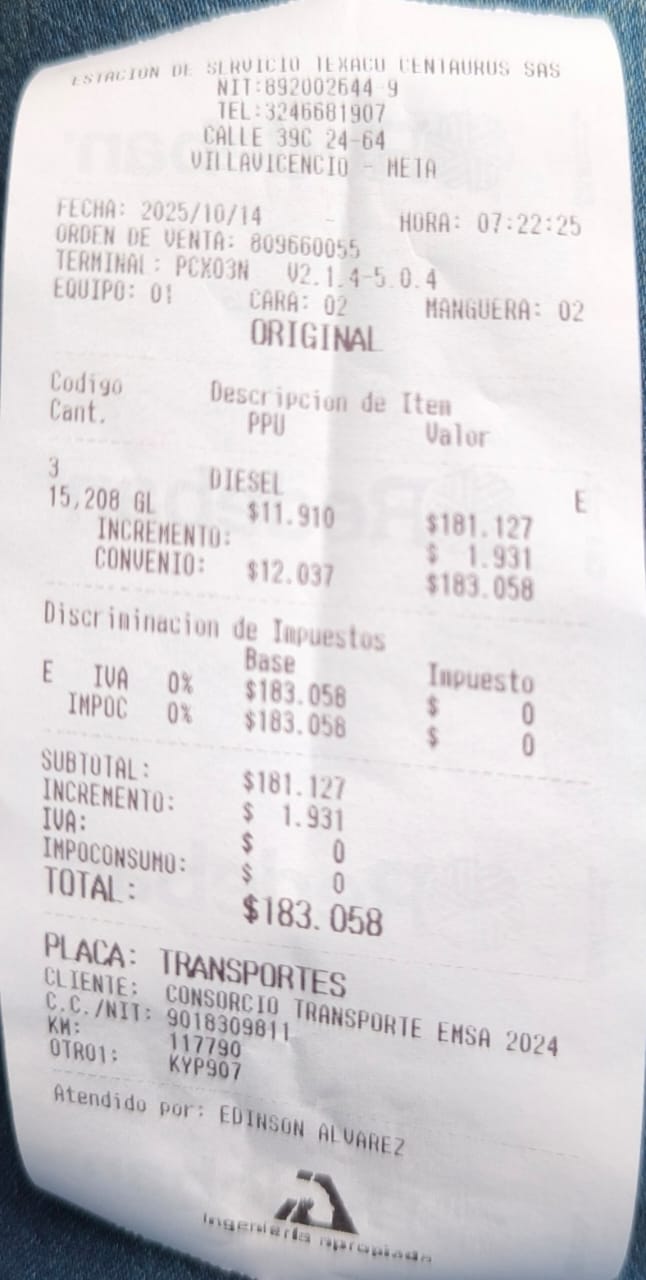 ESTACION DE SERVICIO TEXACO CENTAURUS SAS
NIT:892002644-9
TEL:3246681907
CALLE 39C 24-64
VILLAVICENCIO - META
FECHA: 2025/10/14 - HORA: 07:22:25
ORDEN DE VENTA: 809660055
TERMINAL: PCX03N V2.1.4-5.0.4
EQUIPO: 01 CARA: 02 MANGUERA: 02
ORIGINAL
Codigo Descripcion de Item
Cant. PPU Valor
3 DIESEL E
15,208 GL $11.910 $181.127
INCREMENTO: $ 1.931
CONVENIO: $12.037 $183.058
Discriminacion de Impuestos
Base Impuesto
E IVA 0% $183.058 $ 0
IMPOC 0% $183.058 $ 0
SUBTOTAL: $181.127
INCREMENTO: $ 1.931
IVA: $ 0
IMPOCONSUMO: $ 0
TOTAL: $183.058
PLACA: TRANSPORTES
CLIENTE: CONSORCIO TRANSPORTE EMSA 2024
C.C./NIT: 9018309811
KM: 117790
OTRO1: KYP907
Atendido por: EDINSON ALVAREZ
Ingeniería apropiada